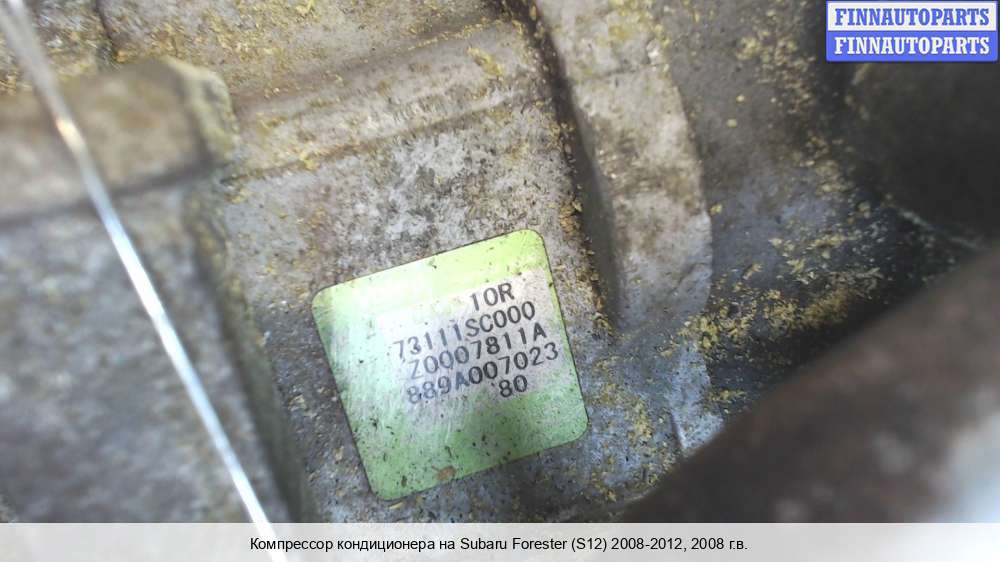 FINNAUTOPARTS
FINNAUTOPARTS
10R
73111SC000
Z0007811A
889A007023
80
Компрессор кондиционера на Subaru Forester (S12) 2008-2012, 2008 г.в.